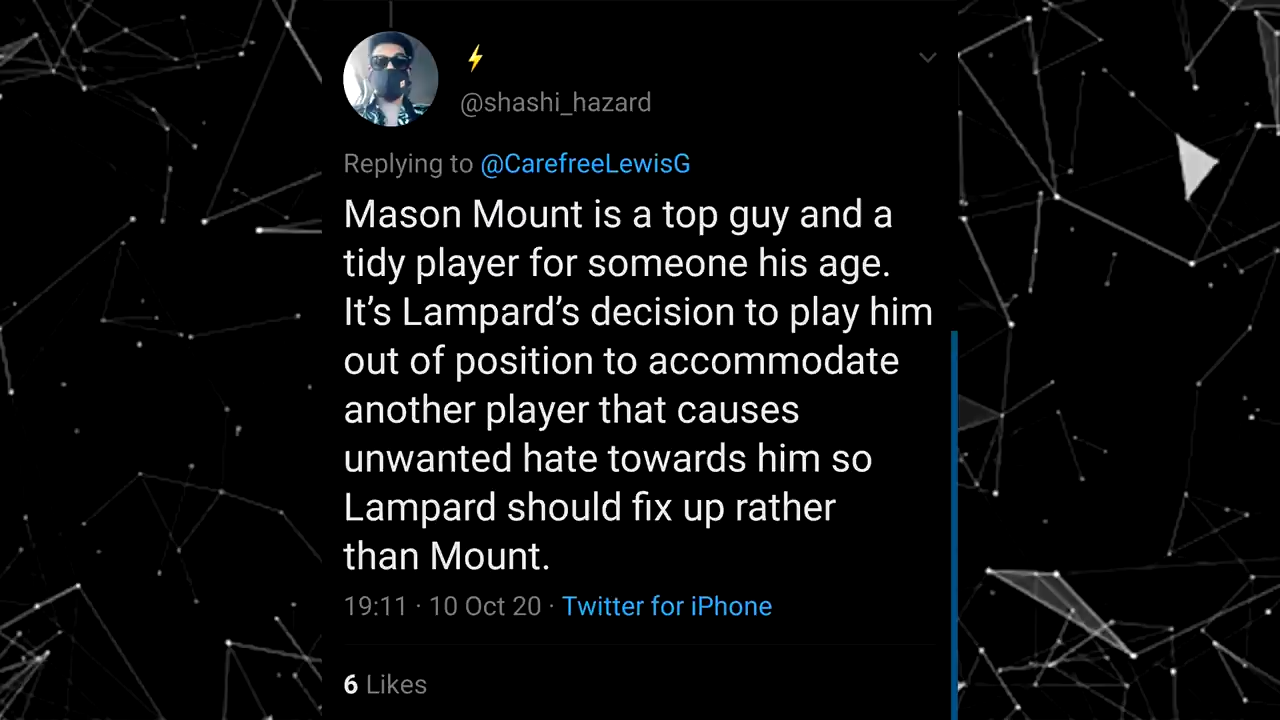 ⚡
@shashi_hazard
Replying to @CarefreeLewisG
Mason Mount is a top guy and a
tidy player for someone his age.
It’s Lampard’s decision to play him
out of position to accommodate
another player that causes
unwanted hate towards him so
Lampard should fix up rather
than Mount.
19:11 · 10 Oct 20 · Twitter for iPhone
6 Likes